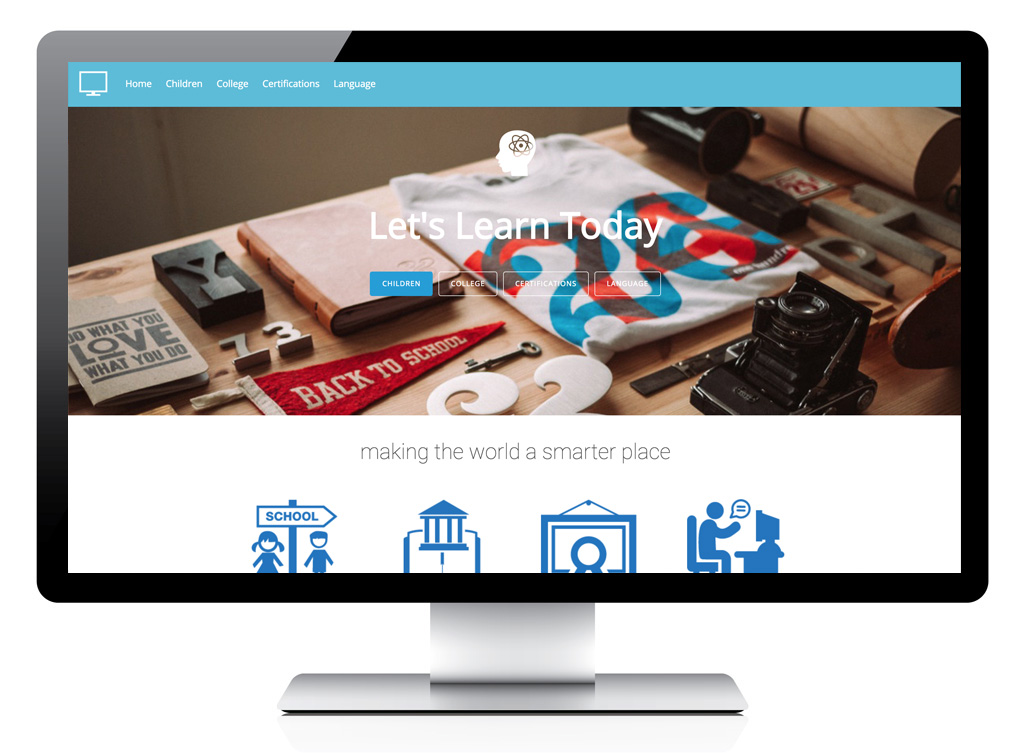 Home Children College Certifications Language
Let's Learn Today
CHILDREN COLLEGE CERTIFICATIONS LANGUAGE
Y
DO WHAT YOU
LOVE
WHAT YOU DO
73
BACK TO SCHOOL
making the world a smarter place
SCHOOL